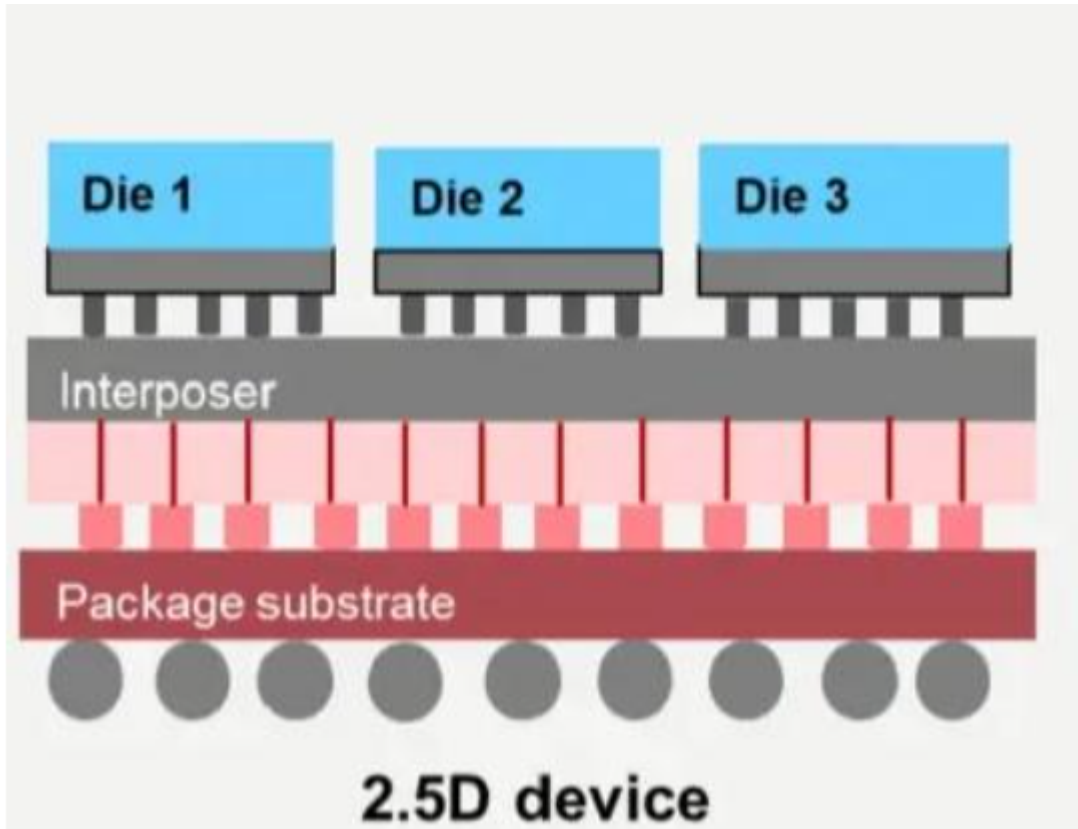 Die 1
Die 2
Die 3
Interposer
Package substrate
2.5D device